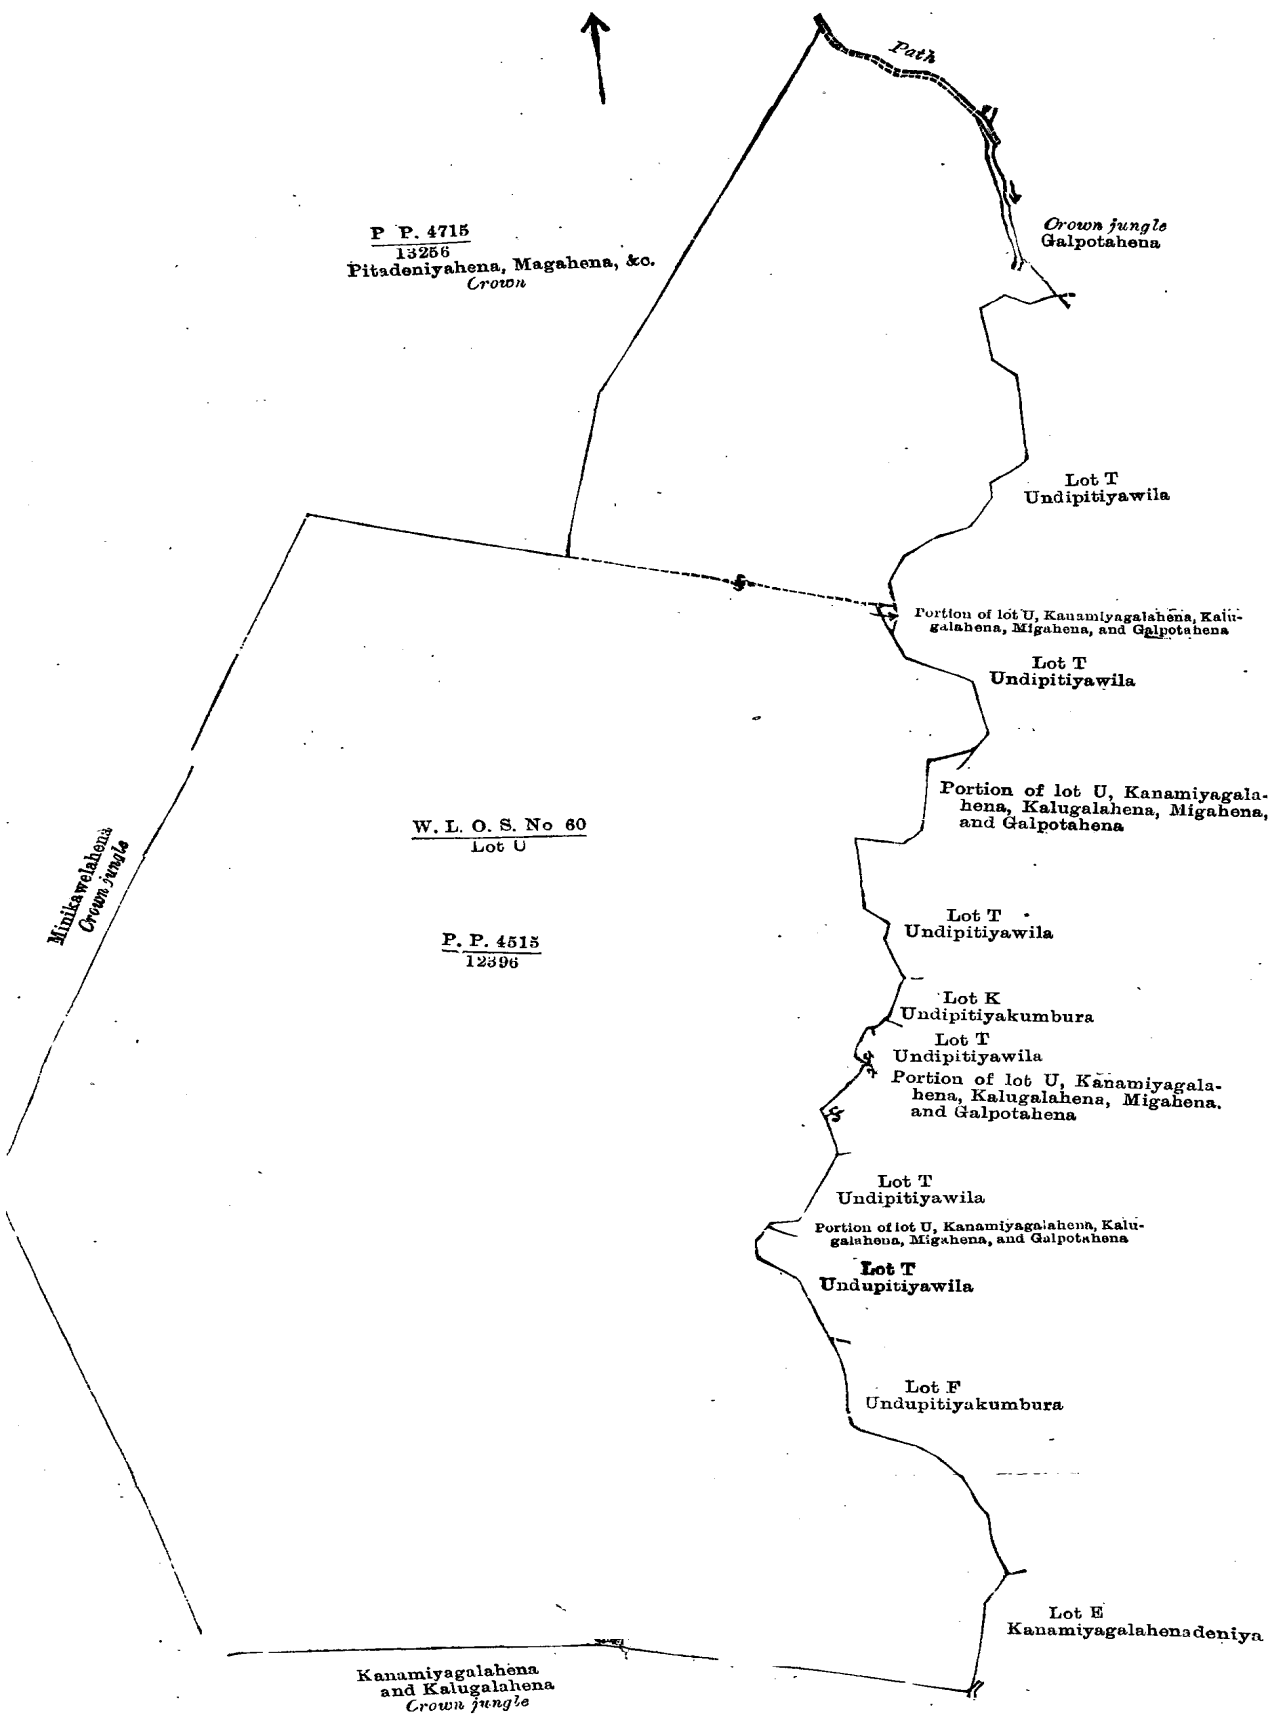 Path
P P. 4715
13256
Pitadeniyahena, Magahena, &c.
Crown
Crown jungle
Galpotahena
Lot T
Undipitiyawila
Portion of lot U, Kanamiyagalahena, Kalu-
galahena, Migahena, and Galpotahena
Lot T
Undipitiyawila
Portion of lot U, Kanamiyagala-
hena, Kalugalahena, Migahena,
and Galpotahena
W. L. O. S. No 60
Lot U
Minikawelahena
Crown jungle
P. P. 4515
12396
Lot T
Undipitiyawila
Lot K
Undipitiyakumbura
Lot T
Undipitiyawila
Portion of lot U, Kanamiyagala-
hena, Kalugalahena, Migahena.
and Galpotahena
Lot T
Undipitiyawila
Portion of lot U, Kanamiyagalahena, Kalu-
galahena, Migahena, and Galpotahena
Lot T
Undupitiyawila
Lot F
Undupitiyakumbura
Lot E
Kanamiyagalahenadeniya
Kanamiyagalahena
and Kalugalahena
Crown jungle